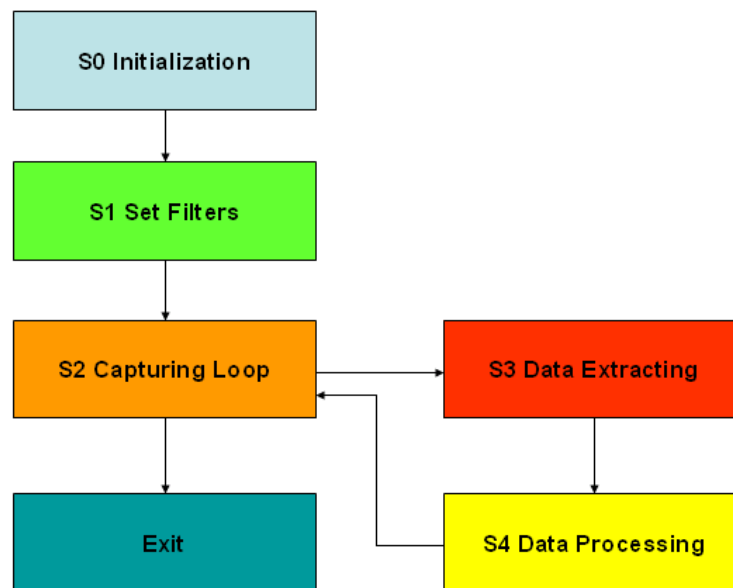 S0 Initialization
S1 Set Filters
S2 Capturing Loop
S3 Data Extracting
Exit
S4 Data Processing